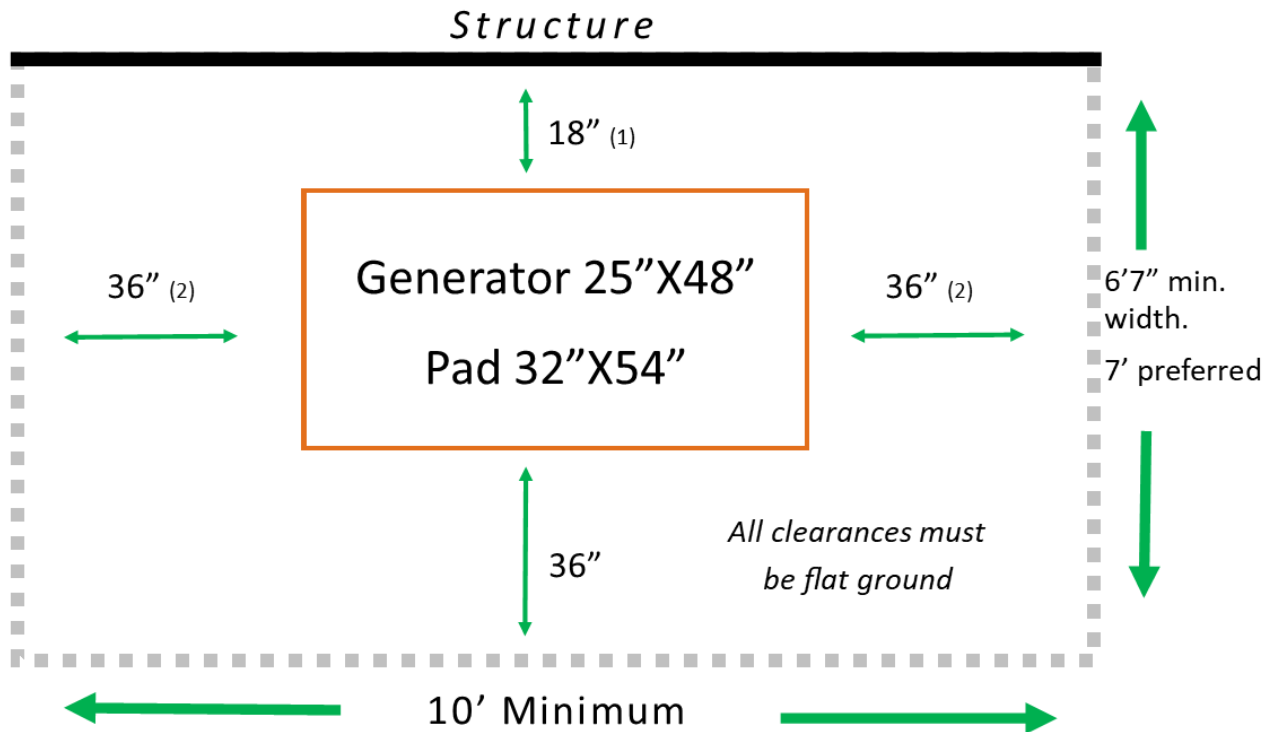 Structure
18” (1)
Generator 25”X48”
36” (2)
36” (2)
6’7” min.
width.
Pad 32”X54”
7’ preferred
All clearances must
36”
be flat ground
10’ Minimum